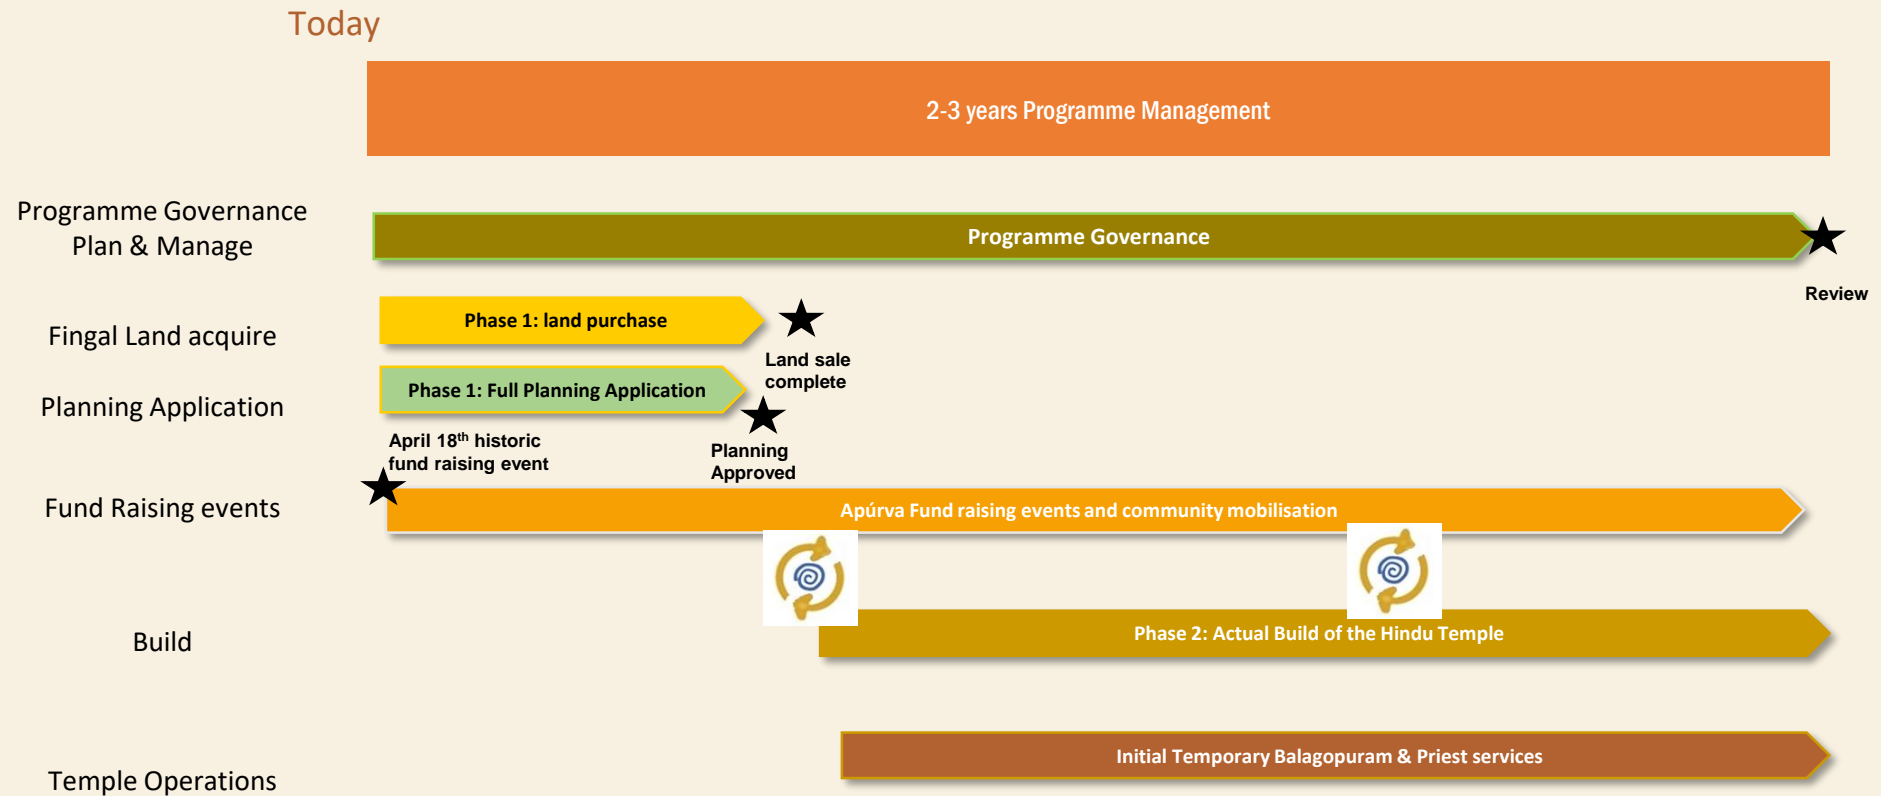 Today
2-3 years Programme Management
Programme Governance
Plan & Manage
Programme Governance
Review
Fingal Land acquire
Phase 1: land purchase
Land sale
complete
Planning Application
Phase 1: Full Planning Application
Planning
Approved
April 18th historic
fund raising event
Fund Raising events
Apúrva Fund raising events and community mobilisation
Build
Phase 2: Actual Build of the Hindu Temple
Temple Operations
Initial Temporary Balagopuram & Priest services